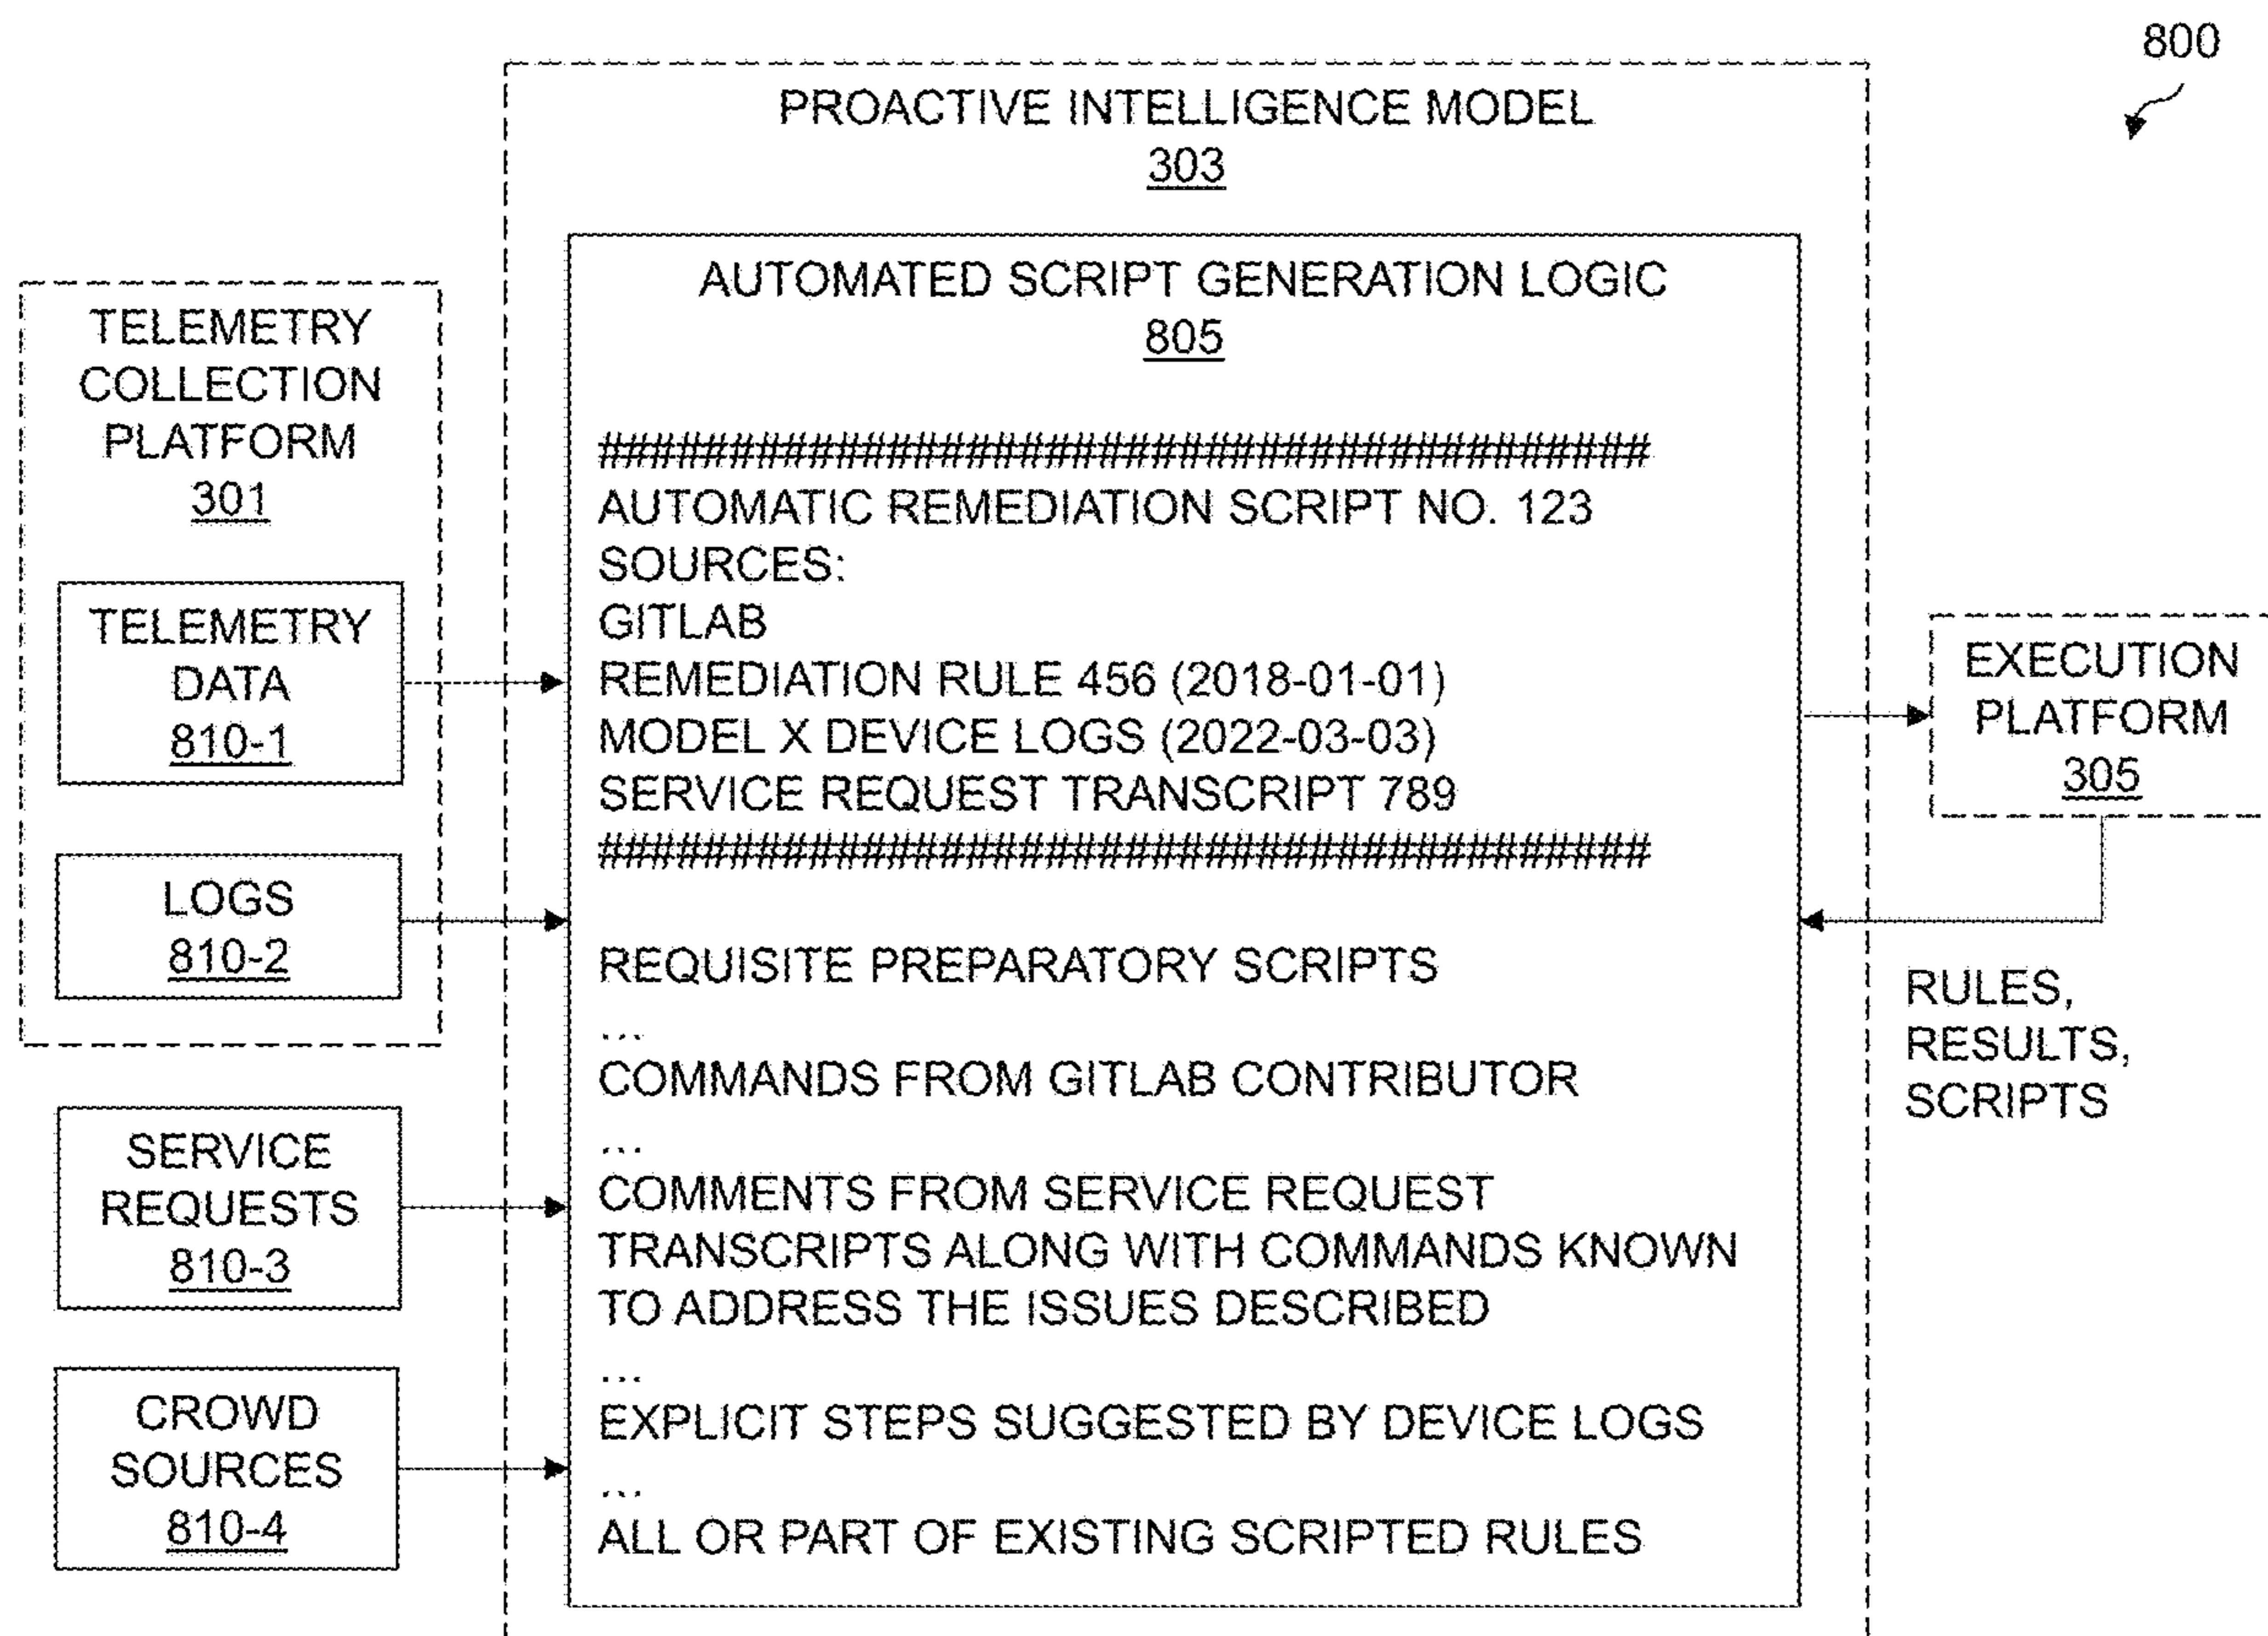 800
PROACTIVE INTELLIGENCE MODEL
303
TELEMETRY
COLLECTION
PLATFORM
301
TELEMETRY
DATA
810-1
LOGS
810-2
SERVICE
REQUESTS
810-3
CROWD
SOURCES
810-4
AUTOMATED SCRIPT GENERATION LOGIC
805
########################################
AUTOMATIC REMEDIATION SCRIPT NO. 123
SOURCES:
GITLAB
REMEDIATION RULE 456 (2018-01-01)
MODEL X DEVICE LOGS (2022-03-03)
SERVICE REQUEST TRANSCRIPT 789
########################################
REQUISITE PREPARATORY SCRIPTS
...
COMMANDS FROM GITLAB CONTRIBUTOR
...
COMMENTS FROM SERVICE REQUEST
TRANSCRIPTS ALONG WITH COMMANDS KNOWN
TO ADDRESS THE ISSUES DESCRIBED
...
EXPLICIT STEPS SUGGESTED BY DEVICE LOGS
...
ALL OR PART OF EXISTING SCRIPTED RULES
EXECUTION
PLATFORM
305
RULES,
RESULTS,
SCRIPTS